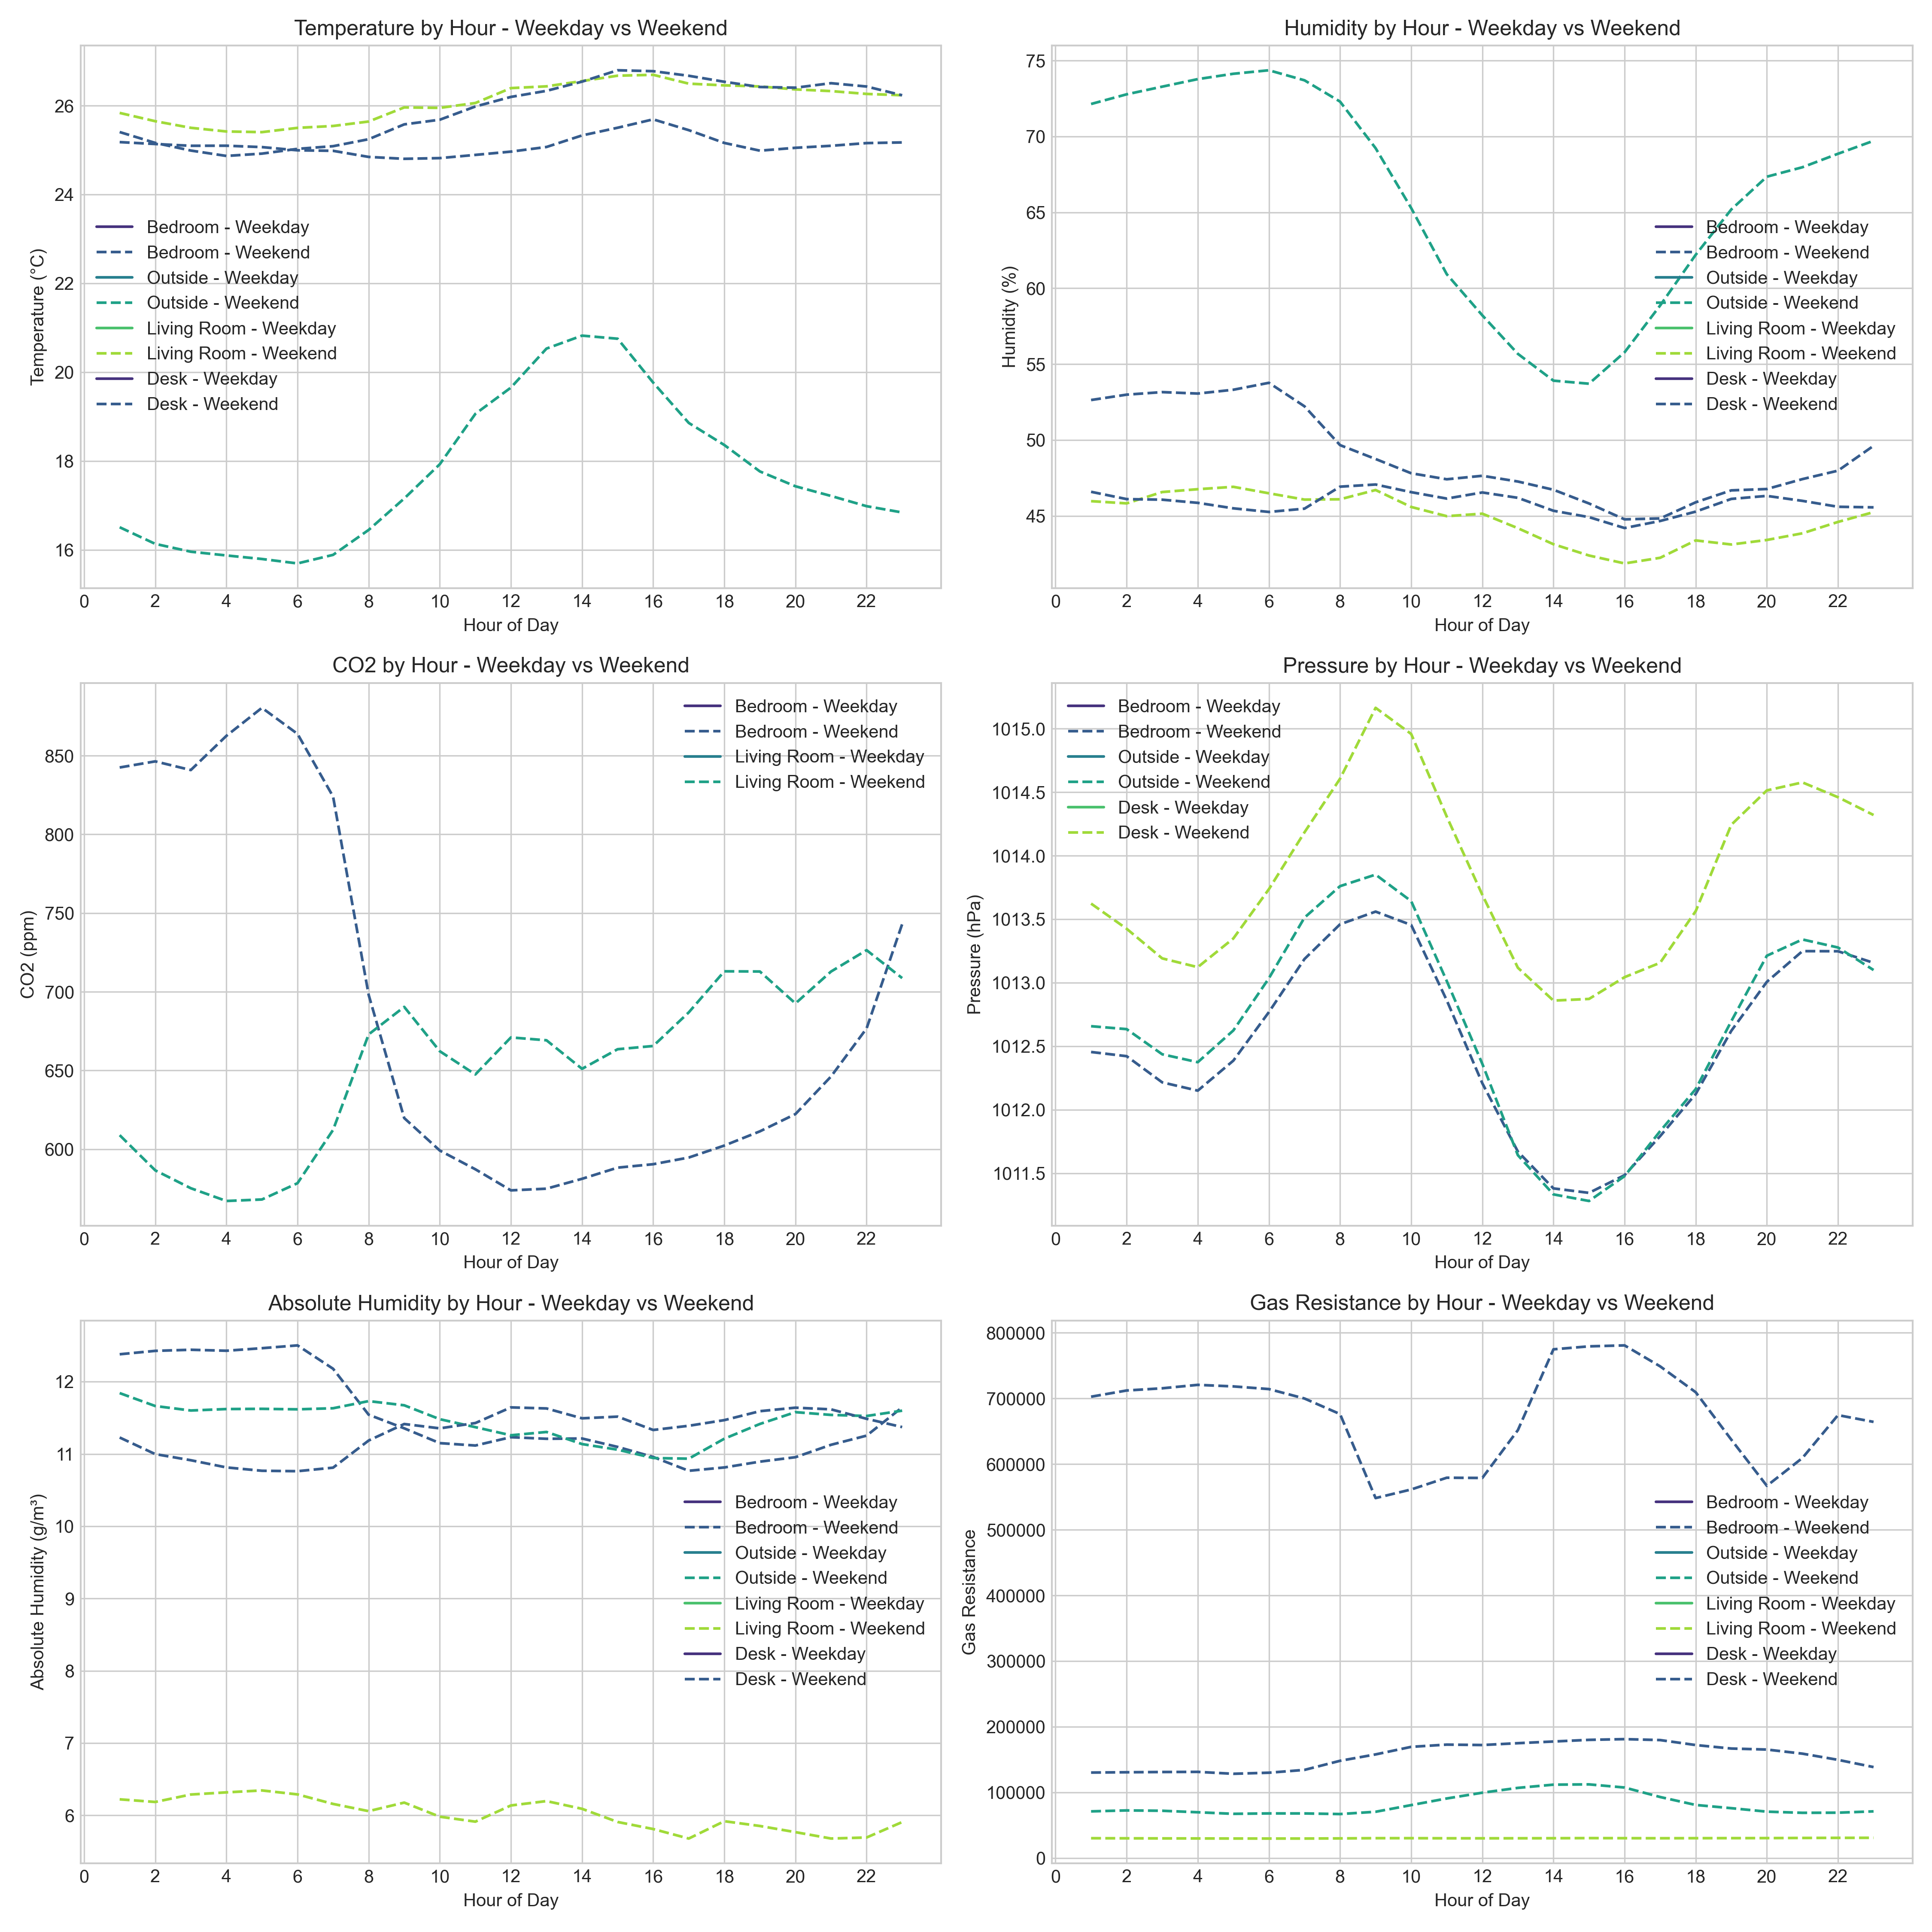 Temperature by Hour - Weekday vs Weekend
Temperature (°C)
26
24
22
20
18
16
Bedroom - Weekday
Bedroom - Weekend
Outside - Weekday
Outside - Weekend
Living Room - Weekday
Living Room - Weekend
Desk - Weekday
Desk - Weekend
0 2 4 6 8 10 12 14 16 18 20 22
Hour of Day
Humidity by Hour - Weekday vs Weekend
Humidity (%)
75
70
65
60
55
50
45
Bedroom - Weekday
Bedroom - Weekend
Outside - Weekday
Outside - Weekend
Living Room - Weekday
Living Room - Weekend
Desk - Weekday
Desk - Weekend
0 2 4 6 8 10 12 14 16 18 20 22
Hour of Day
CO2 by Hour - Weekday vs Weekend
CO2 (ppm)
850
800
750
700
650
600
Bedroom - Weekday
Bedroom - Weekend
Living Room - Weekday
Living Room - Weekend
0 2 4 6 8 10 12 14 16 18 20 22
Hour of Day
Pressure by Hour - Weekday vs Weekend
Pressure (hPa)
1015.0
1014.5
1014.0
1013.5
1013.0
1012.5
1012.0
1011.5
Bedroom - Weekday
Bedroom - Weekend
Outside - Weekday
Outside - Weekend
Desk - Weekday
Desk - Weekend
0 2 4 6 8 10 12 14 16 18 20 22
Hour of Day
Absolute Humidity by Hour - Weekday vs Weekend
Absolute Humidity (g/m³)
12
11
10
9
8
7
6
Bedroom - Weekday
Bedroom - Weekend
Outside - Weekday
Outside - Weekend
Living Room - Weekday
Living Room - Weekend
Desk - Weekday
Desk - Weekend
0 2 4 6 8 10 12 14 16 18 20 22
Hour of Day
Gas Resistance by Hour - Weekday vs Weekend
Gas Resistance
800000
700000
600000
500000
400000
300000
200000
100000
0
Bedroom - Weekday
Bedroom - Weekend
Outside - Weekday
Outside - Weekend
Living Room - Weekday
Living Room - Weekend
Desk - Weekday
Desk - Weekend
0 2 4 6 8 10 12 14 16 18 20 22
Hour of Day